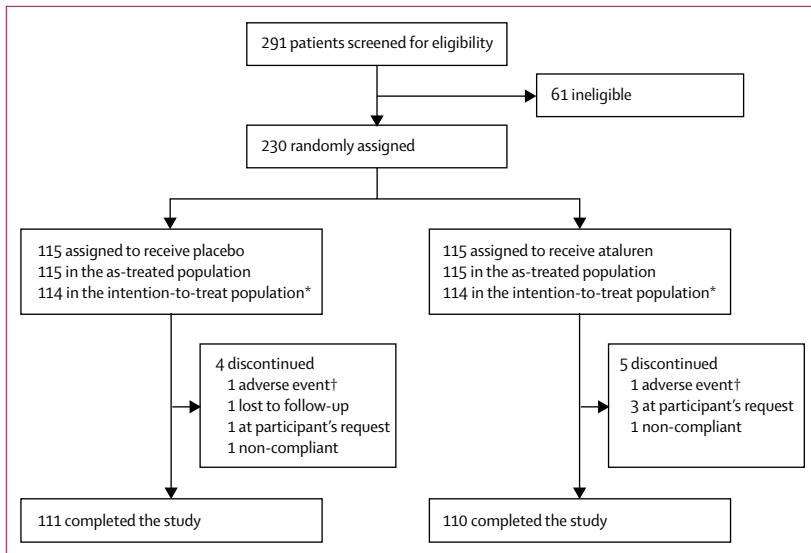 291 patients screened for eligibility
61 ineligible
230 randomly assigned
115 assigned to receive placebo
115 in the as-treated population
114 in the intention-to-treat population*
115 assigned to receive ataluren
115 in the as-treated population
114 in the intention-to-treat population*
4 discontinued
1 adverse event†
1 lost to follow-up
1 at participant's request
1 non-compliant
5 discontinued
1 adverse event†
3 at participant's request
1 non-compliant
111 completed the study
110 completed the study